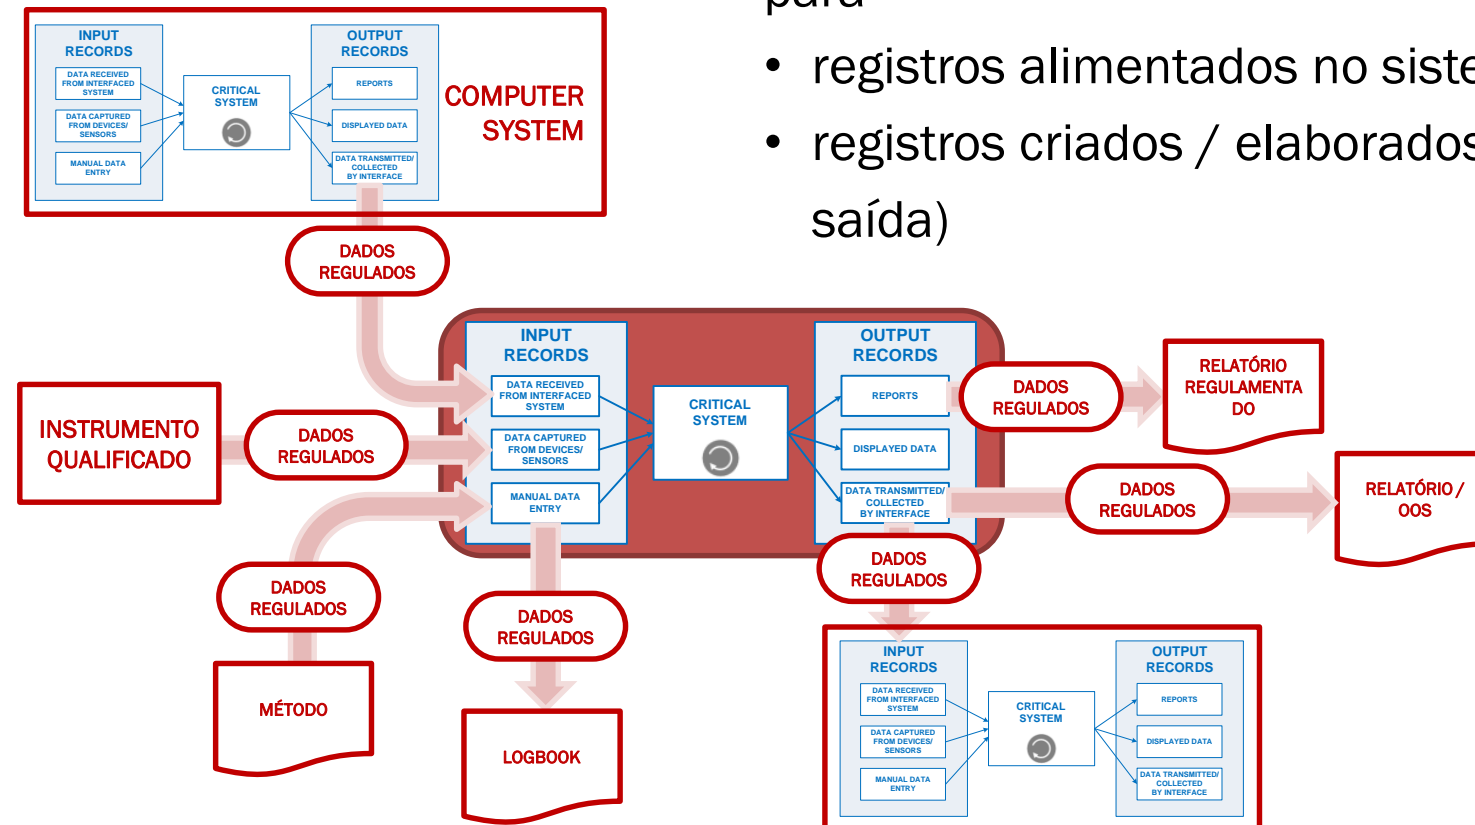 para
• registros alimentados no siste
• registros criados / elaborados
saída)
INPUT
RECORDS
DATA RECEIVED
FROM INTERFACED
SYSTEM
DATA CAPTURED
FROM DEVICES/
SENSORS
MANUAL DATA
ENTRY
CRITICAL
SYSTEM
OUTPUT
RECORDS
REPORTS
DISPLAYED DATA
DATA TRANSMITTED/
COLLECTED
BY INTERFACE
COMPUTER
SYSTEM
DADOS
REGULADOS
INSTRUMENTO
QUALIFICADO
DADOS
REGULADOS
INPUT
RECORDS
DATA RECEIVED
FROM INTERFACED
SYSTEM
DATA CAPTURED
FROM DEVICES/
SENSORS
MANUAL DATA
ENTRY
CRITICAL
SYSTEM
OUTPUT
RECORDS
REPORTS
DISPLAYED DATA
DATA TRANSMITTED/
COLLECTED
BY INTERFACE
DADOS
REGULADOS
RELATÓRIO
REGULAMENTA
DO
DADOS
REGULADOS
RELATÓRIO /
OOS
DADOS
REGULADOS
MÉTODO
DADOS
REGULADOS
LOGBOOK
DADOS
REGULADOS
INPUT
RECORDS
DATA RECEIVED
FROM INTERFACED
SYSTEM
DATA CAPTURED
FROM DEVICES/
SENSORS
MANUAL DATA
ENTRY
CRITICAL
SYSTEM
OUTPUT
RECORDS
REPORTS
DISPLAYED DATA
DATA TRANSMITTED/
COLLECTED
BY INTERFACE